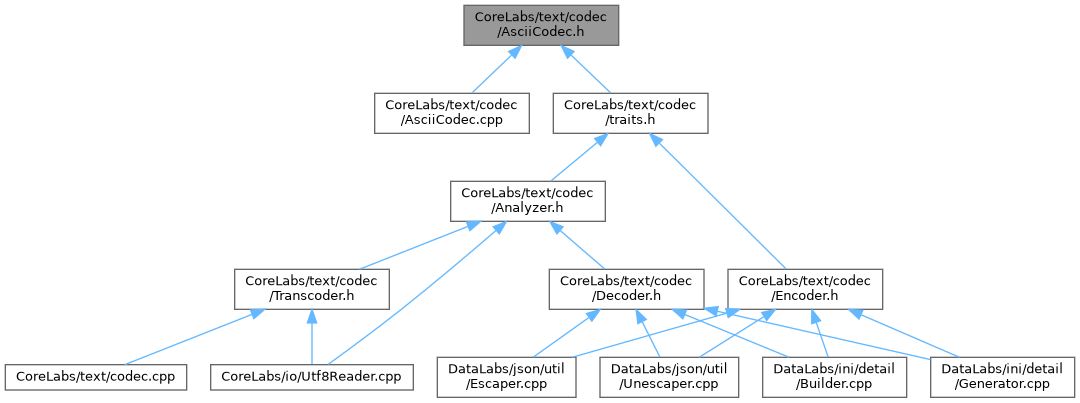 CoreLabs/text/codec
/AsciiCodec.h
CoreLabs/text/codec
/AsciiCodec.cpp
CoreLabs/text/codec
/traits.h
CoreLabs/text/codec
/Analyzer.h
CoreLabs/text/codec
/Transcoder.h
CoreLabs/text/codec
/Decoder.h
CoreLabs/text/codec
/Encoder.h
CoreLabs/text/codec.cpp
CoreLabs/io/Utf8Reader.cpp
DataLabs/json/util
/Escaper.cpp
DataLabs/json/util
/Unescaper.cpp
DataLabs/ini/detail
/Builder.cpp
DataLabs/ini/detail
/Generator.cpp